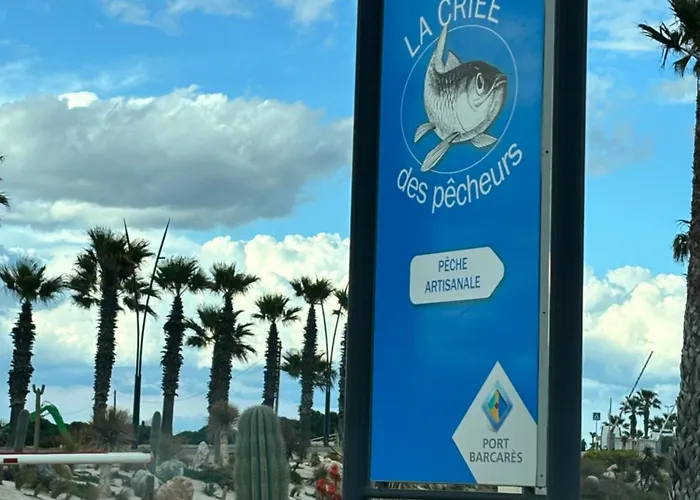 LA CRIÉE
des pêcheurs
PÊCHE
ARTISANALE
PORT
BARCARÈS